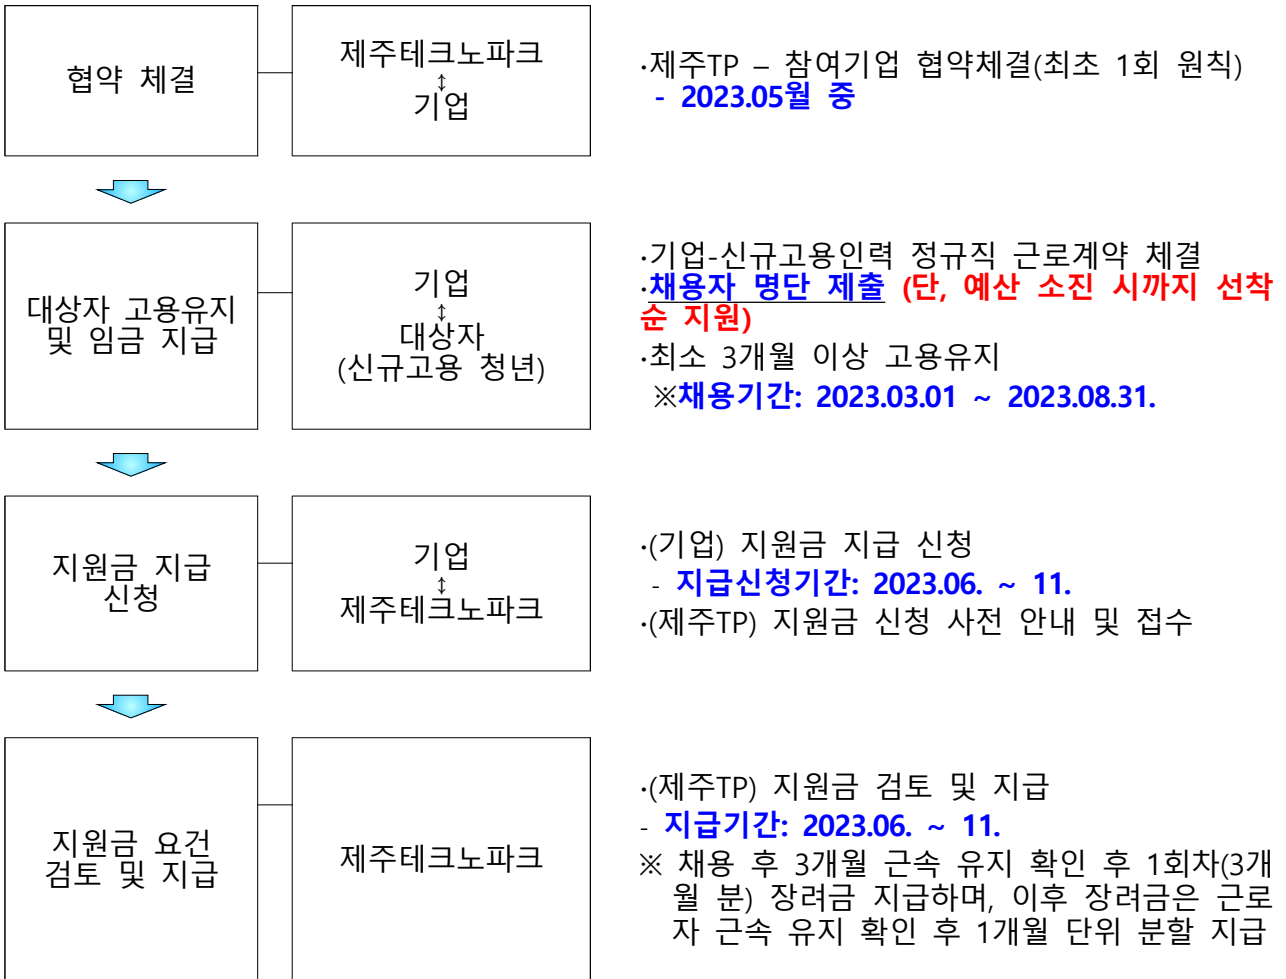 협약 체결
제주테크노파크
↕
기업
·제주TP – 참여기업 협약체결(최초 1회 원칙)
- 2023.05월 중
대상자 고용유지
및 임금 지급
기업
↕
대상자
(신규고용 청년)
·기업-신규고용인력 정규직 근로계약 체결
·채용자 명단 제출 (단, 예산 소진 시까지 선착
순 지원)
·최소 3개월 이상 고용유지
※채용기간: 2023.03.01 ~ 2023.08.31.
지원금 지급
신청
기업
↕
제주테크노파크
·(기업) 지원금 지급 신청
- 지급신청기간: 2023.06. ~ 11.
·(제주TP) 지원금 신청 사전 안내 및 접수
지원금 요건
검토 및 지급
제주테크노파크
·(제주TP) 지원금 검토 및 지급
- 지급기간: 2023.06. ~ 11.
※ 채용 후 3개월 근속 유지 확인 후 1회차(3개
월 분) 장려금 지급하며, 이후 장려금은 근로
자 근속 유지 확인 후 1개월 단위 분할 지급